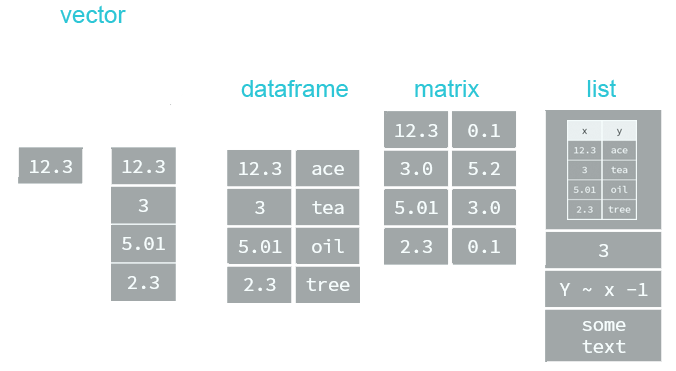 vector
12.3
12.3
3
5.01
2.3
dataframe
12.3 ace
3 tea
5.01 oil
2.3 tree
matrix
12.3 0.1
3.0 5.2
5.01 3.0
2.3 0.1
list
x y
12.3 ace
3 tea
5.01 oil
2.3 tree
3
Y ~ x -1
some
text